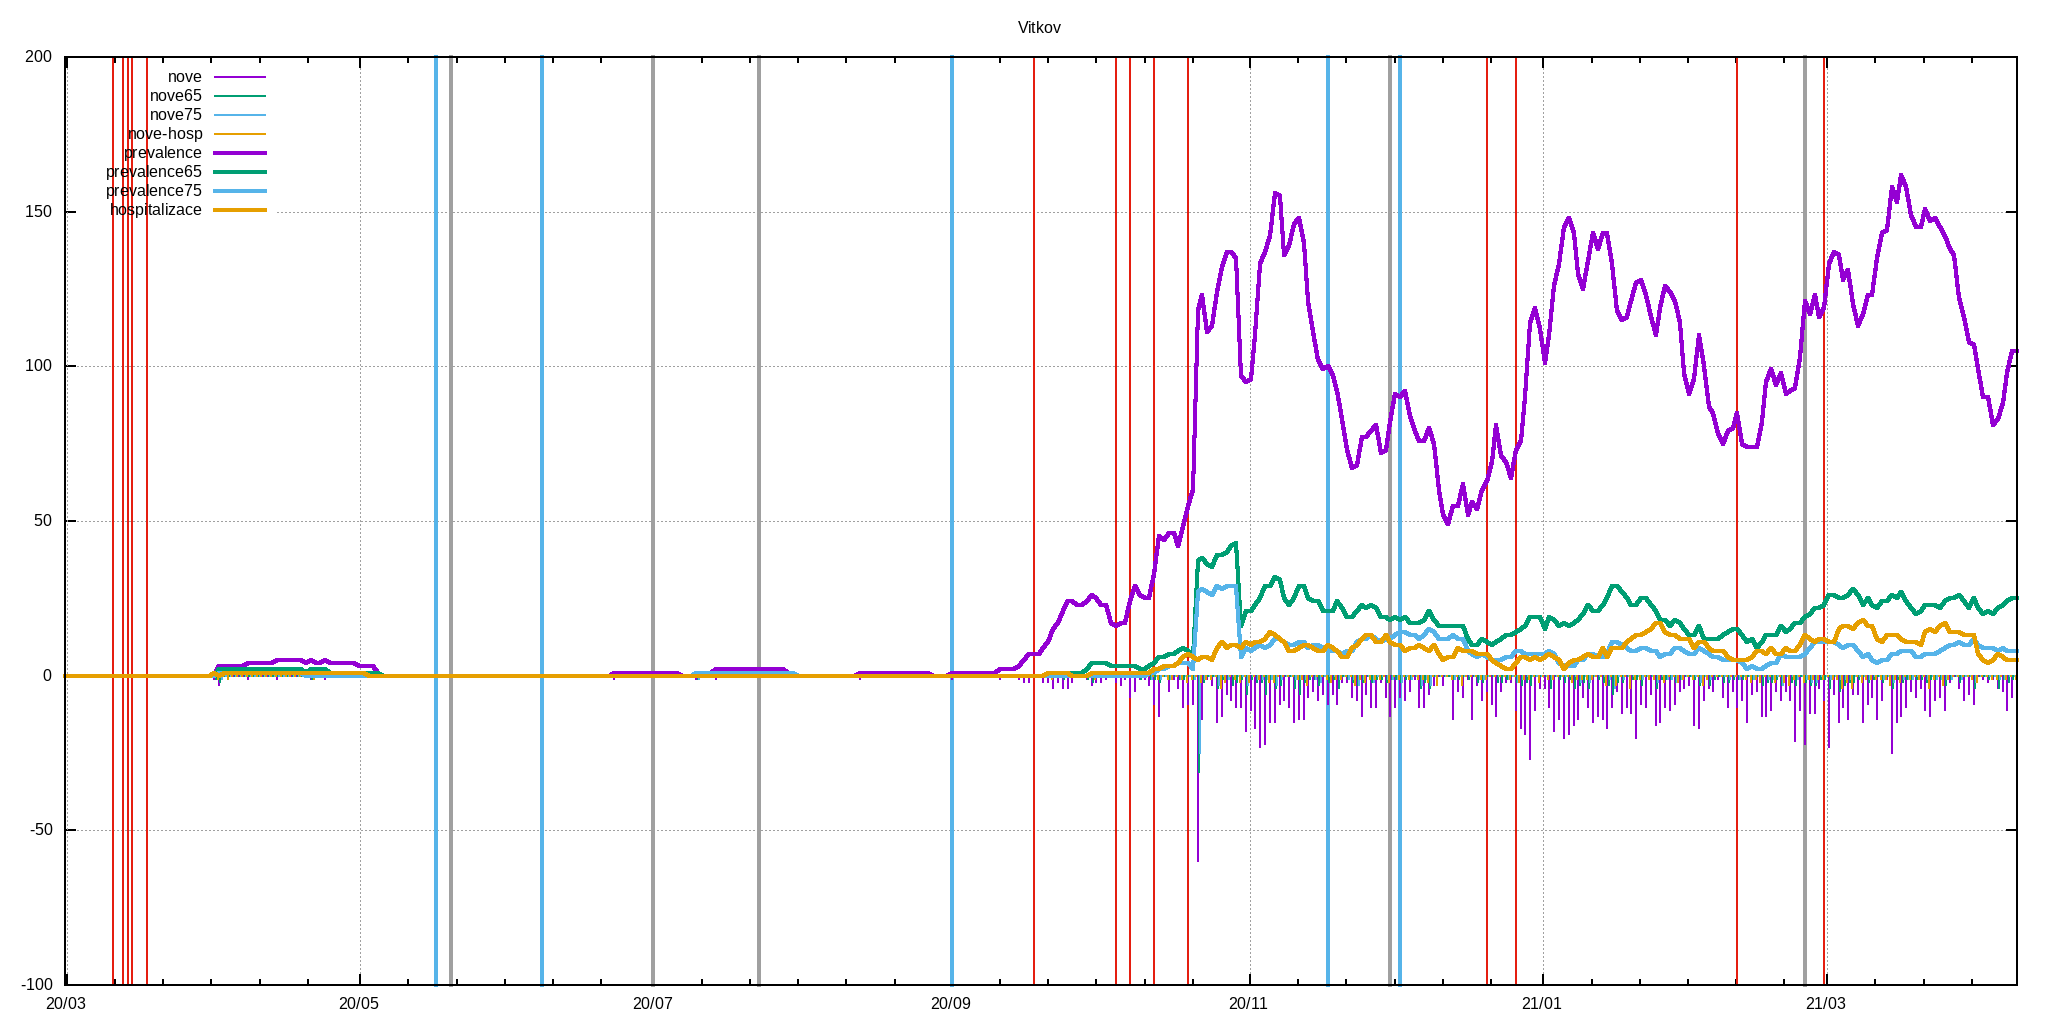 Vitkov
200
150
100
50
0
-50
-100
nove
nove65
nove75
nove-hosp
prevalence
prevalence65
prevalence75
hospitalizace
20/03 20/05 20/07 20/09 20/11 21/01 21/03